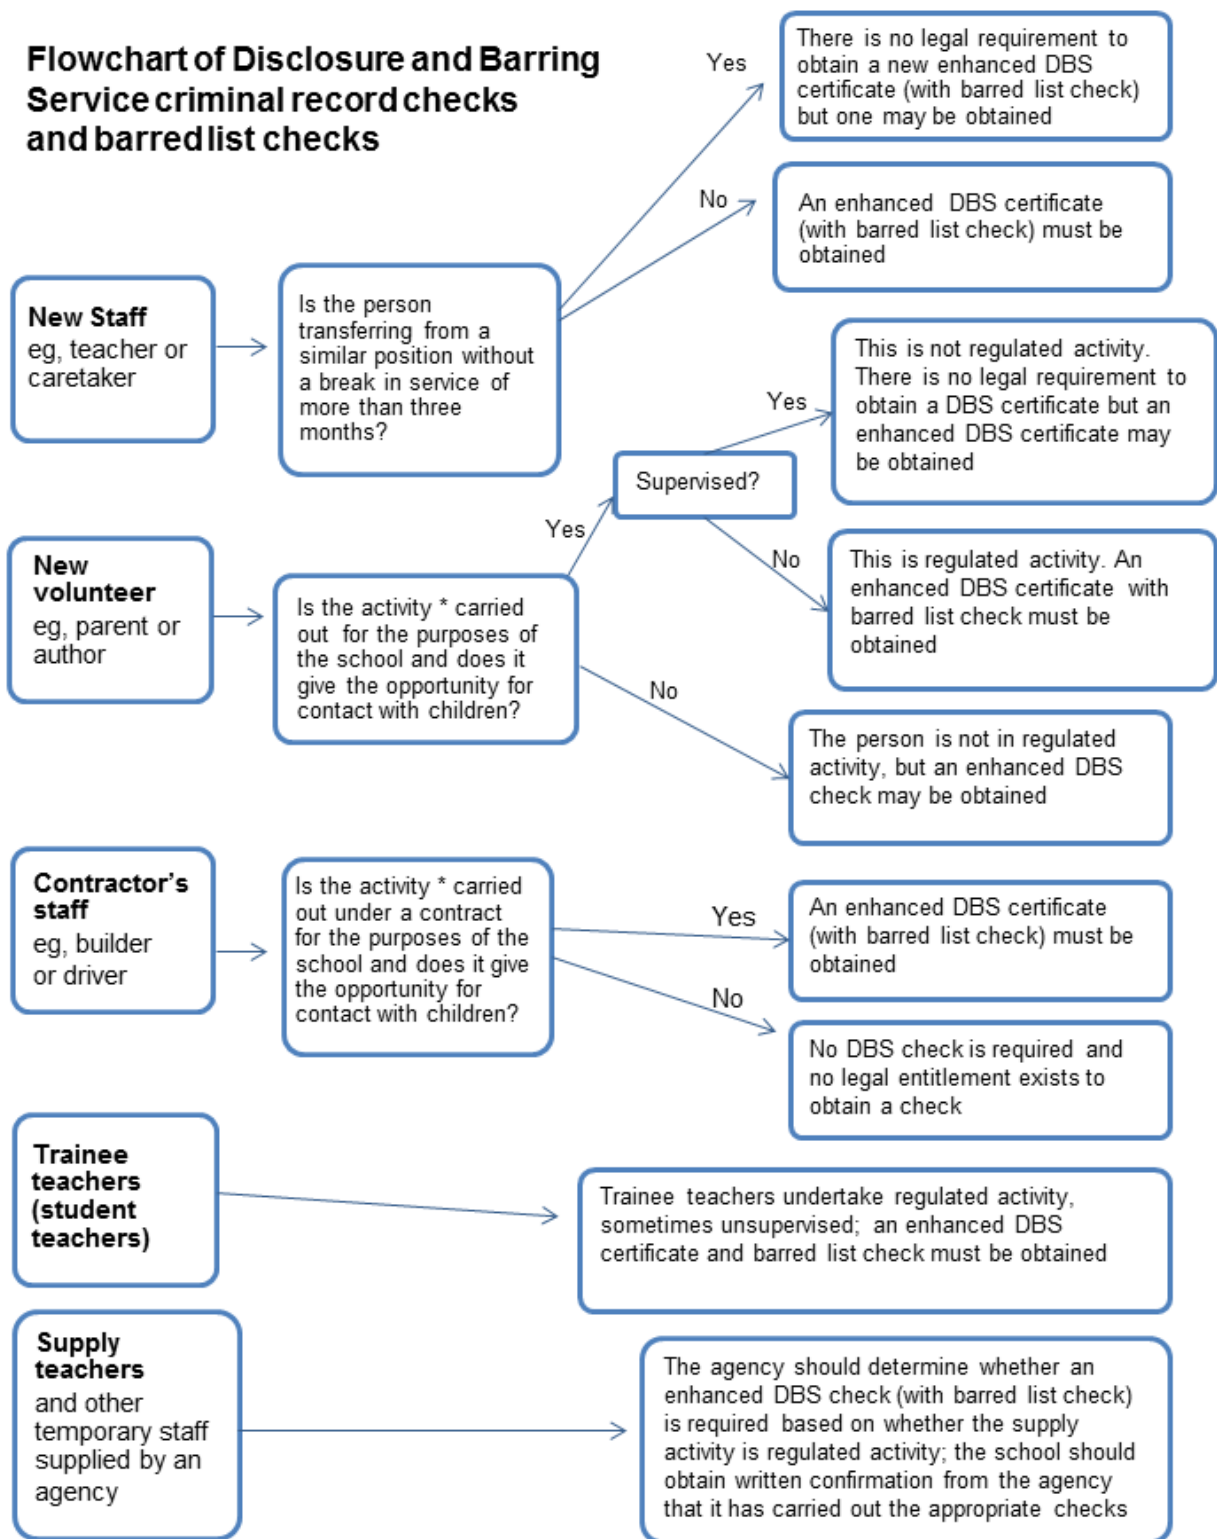 Flowchart of Disclosure and Barring
Service criminal record checks
and barred list checks
Yes
There is no legal requirement to
obtain a new enhanced DBS
certificate (with barred list check)
but one may be obtained
No
An enhanced DBS certificate
(with barred list check) must be
obtained
New Staff
eg, teacher or
caretaker
Is the person
transferring from a
similar position without
a break in service of
more than three
months?
This is not regulated activity.
There is no legal requirement to
obtain a DBS certificate but an
enhanced DBS certificate may
be obtained
Yes
Supervised?
Yes
No
This is regulated activity. An
enhanced DBS certificate with
barred list check must be
obtained
New
volunteer
eg, parent or
author
Is the activity * carried
out for the purposes of
the school and does it
give the opportunity for
contact with children?
No
The person is not in regulated
activity, but an enhanced DBS
check may be obtained
Contractor's
staff
eg, builder
or driver
Is the activity * carried
out under a contract
for the purposes of the
school and does it give
the opportunity for
contact with children?
Yes
An enhanced DBS certificate
(with barred list check) must be
obtained
No
No DBS check is required and
no legal entitlement exists to
obtain a check
Trainee
teachers
(student
teachers)
Trainee teachers undertake regulated activity,
sometimes unsupervised; an enhanced DBS
certificate and barred list check must be obtained
Supply
teachers
and other
temporary staff
supplied by an
agency
The agency should determine whether an
enhanced DBS check (with barred list check)
is required based on whether the supply
activity is regulated activity; the school should
obtain written confirmation from the agency
that it has carried out the appropriate checks